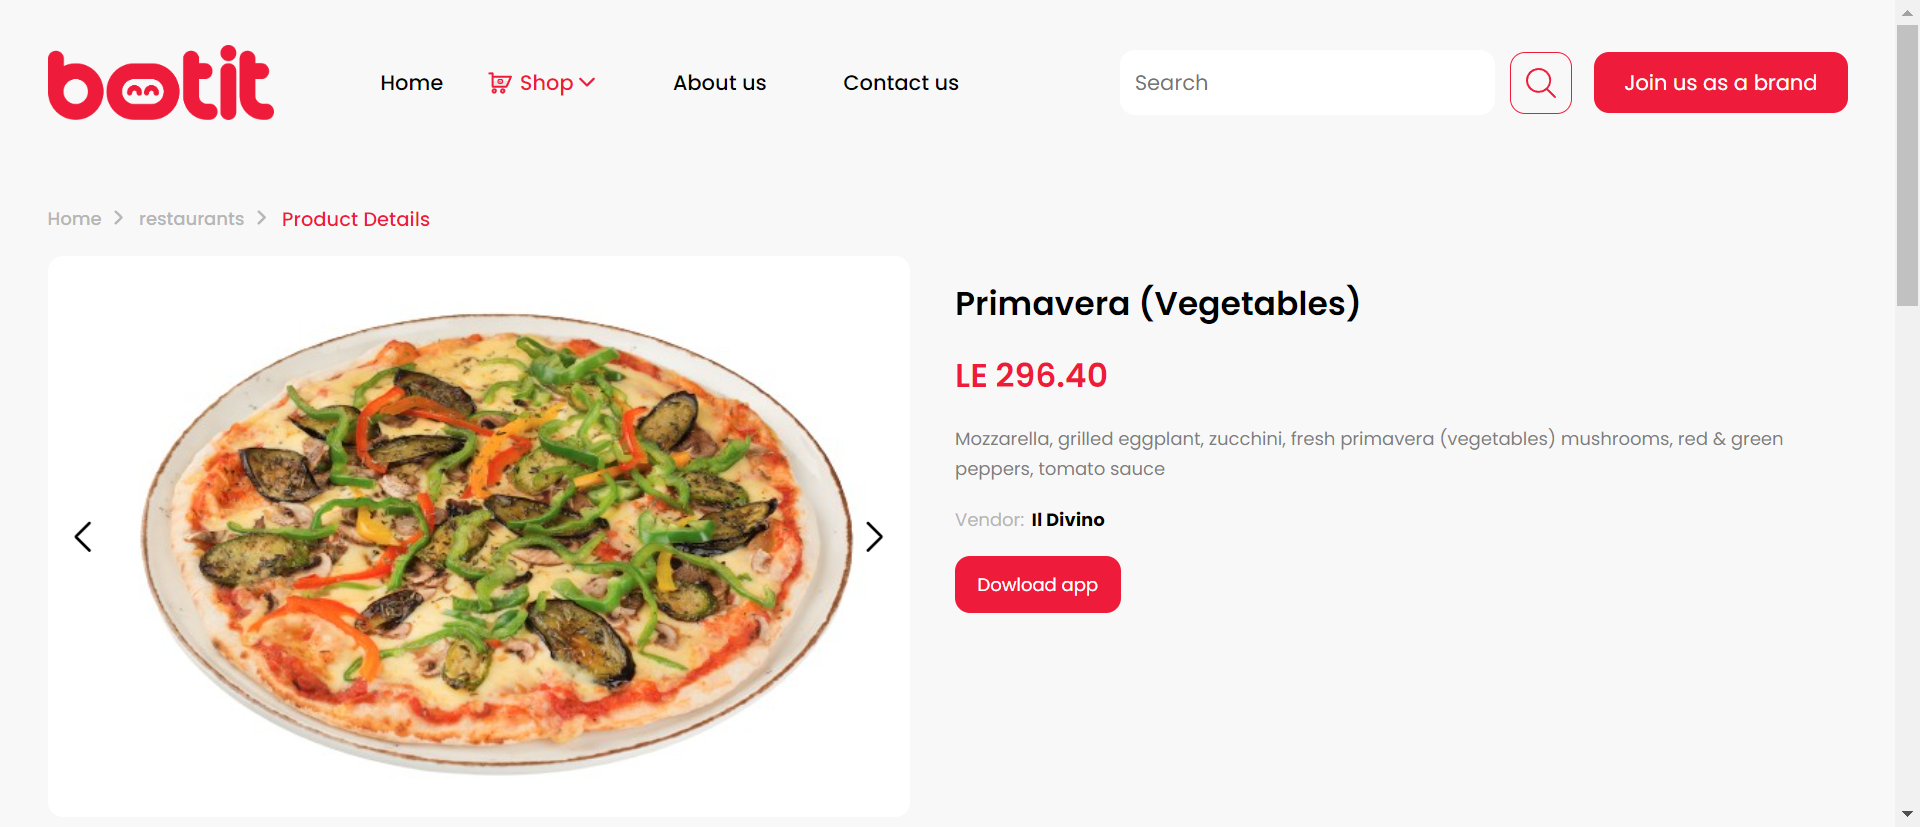 botit
Home
Shop
About us
Contact us
Search
Join us as a brand
Home
restaurants
Product Details
Primavera (Vegetables)
LE 296.40
Mozzarella, grilled eggplant, zucchini, fresh primavera (vegetables) mushrooms, red & green
peppers, tomato sauce
Vendor: Il Divino
Dowload app